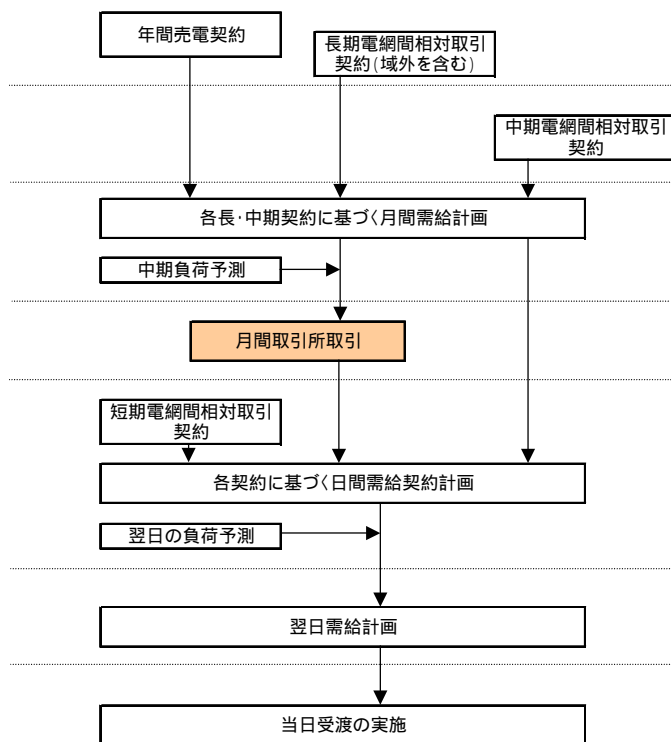 年間売電契約
長期電網間相対取引
契約(域外を含む)
中期電網間相対取引
契約
各長・中期契約に基づく月間需給計画
中期負荷予測
月間取引所取引
短期電網間相対取引
契約
各契約に基づく日間需給契約計画
翌日の負荷予測
翌日需給計画
当日受渡の実施